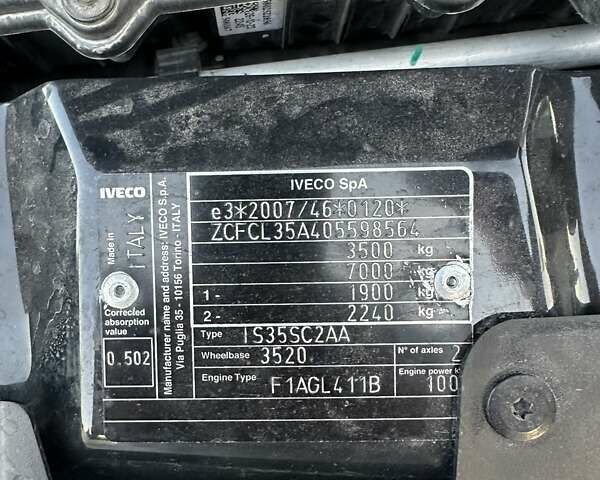 IVECO
IVECO SpA
Made in
ITALY
Corrected
absorption
value
0.502
Manufacturer name and address: IVECO S.p.A.
Via Puglia 35 - 10156 Torino - ITALY
e3*2007/46*0120*
ZCFCL35A405598564
3500 kg
7000 kg
1- 1900 kg
2- 2240 kg
Type IS35SC2AA
Wheelbase 3520 N° of axles 2
Engine Type F1AGL411B Engine power k
100